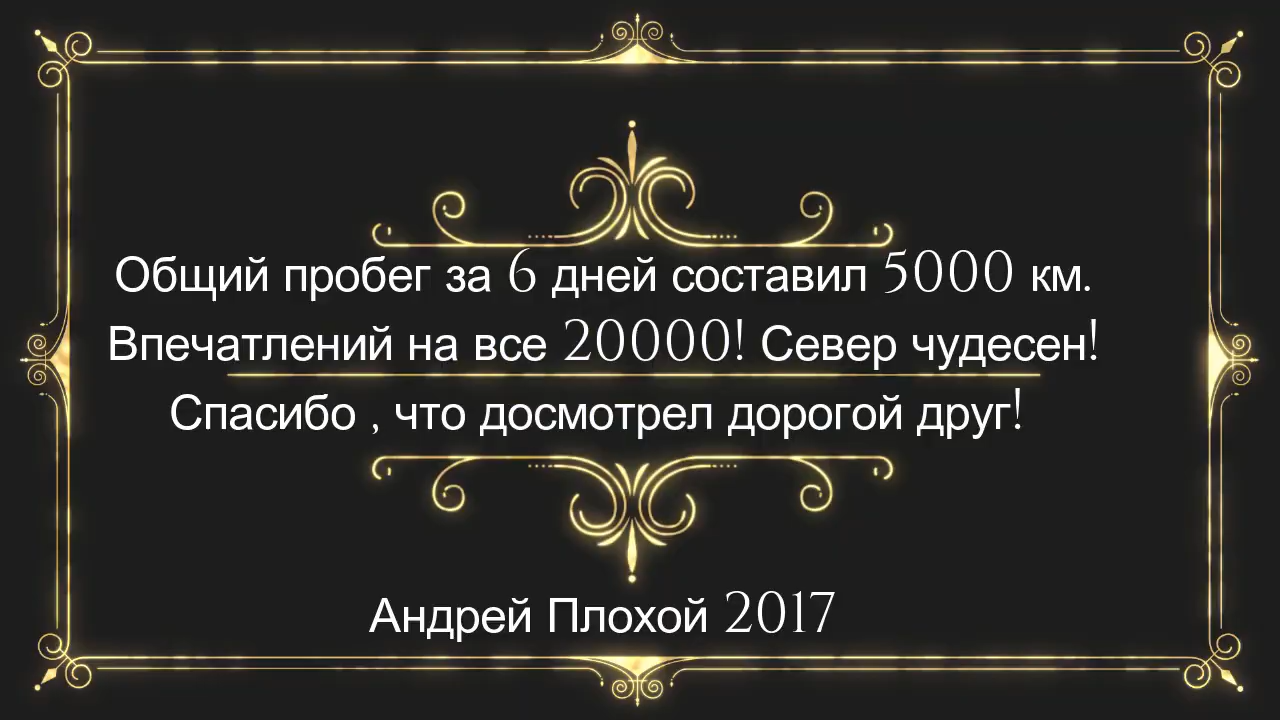 Общий пробег за 6 дней составил 5000 км.
Впечатлений на все 20000! Север чудесен!
Спасибо , что досмотрел дорогой друг!
Андрей Плохой 2017